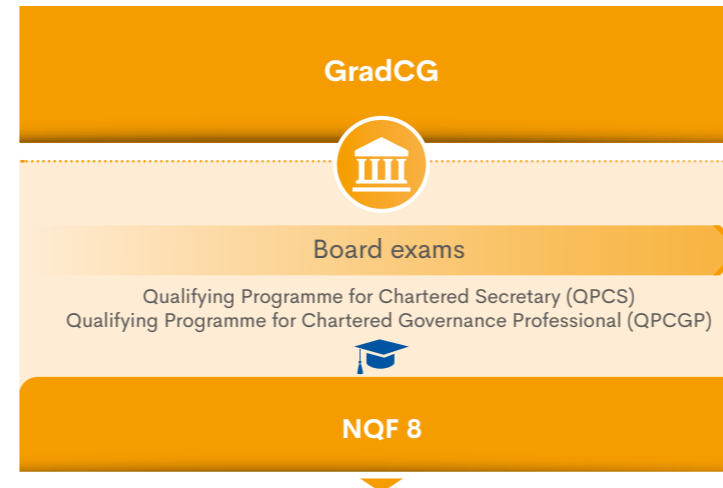 GradCG
Board exams
Qualifying Programme for Chartered Secretary (QPCS)
Qualifying Programme for Chartered Governance Professional (QPCGP)
NQF 8